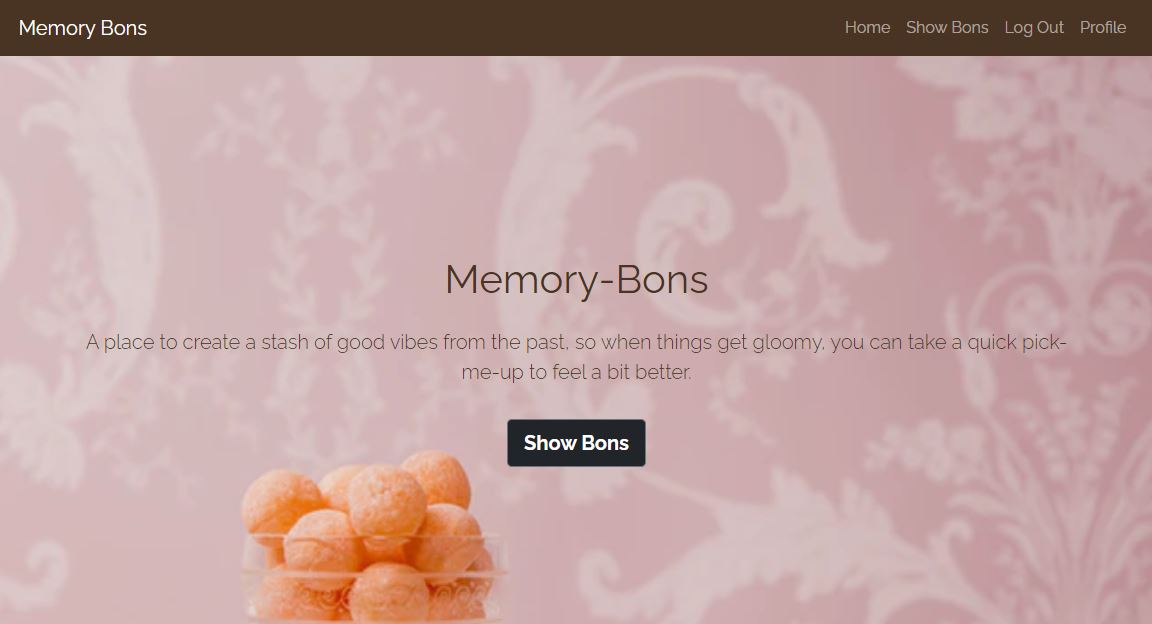 Memory Bons
Home Show Bons Log Out Profile
Memory-Bons
A place to create a stash of good vibes from the past, so when things get gloomy, you can take a quick pick-
me-up to feel a bit better.
Show Bons